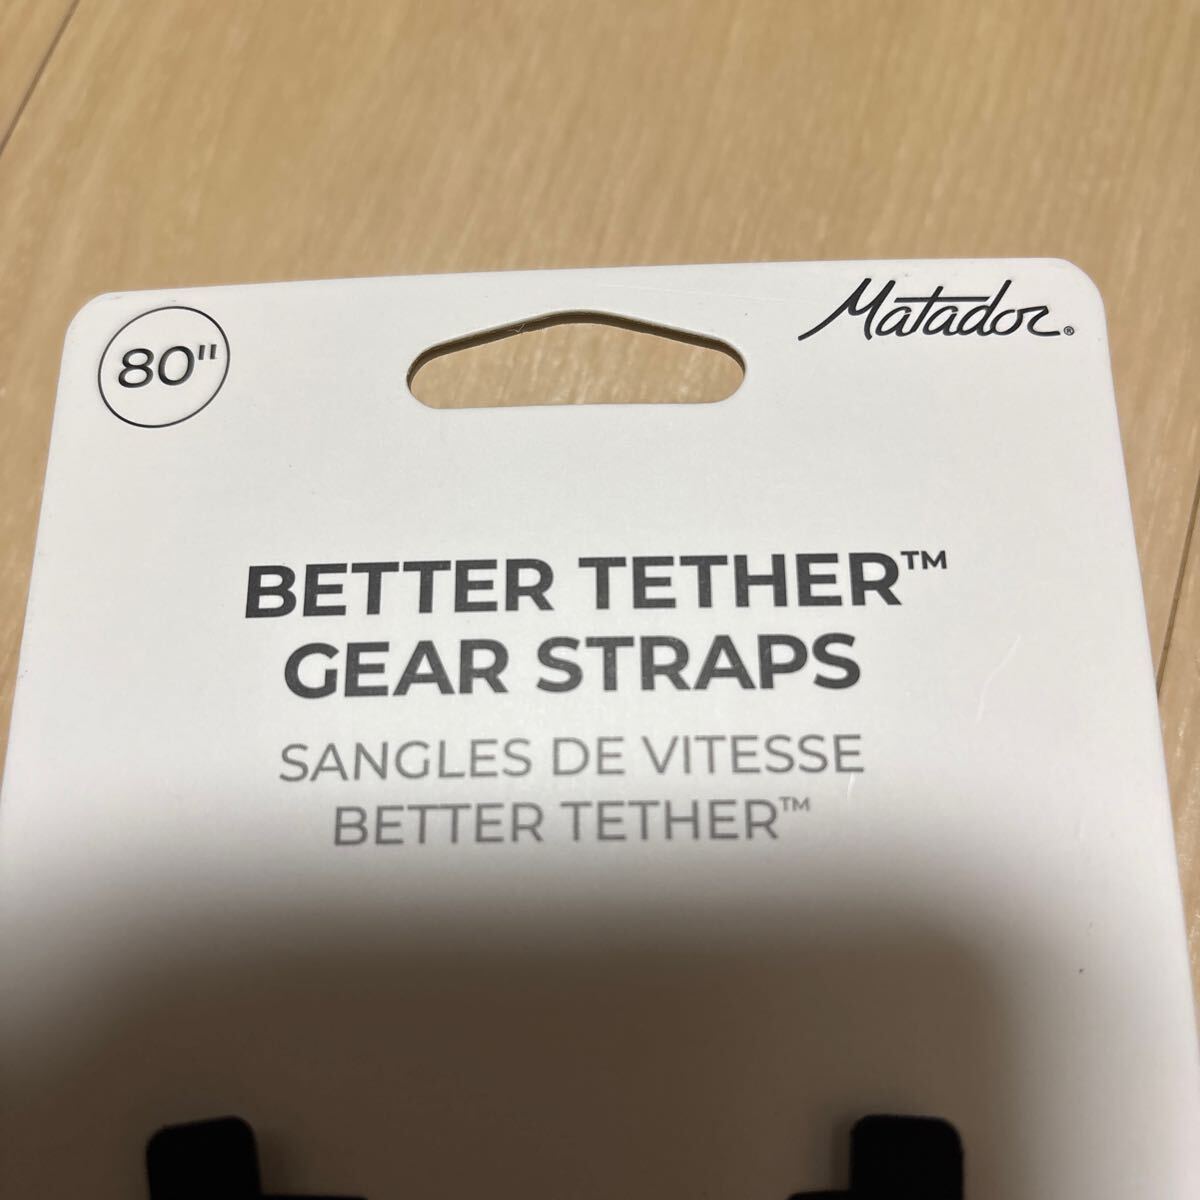 80"
Matador®
BETTER TETHER™
GEAR STRAPS
SANGLES DE VITESSE
BETTER TETHER™